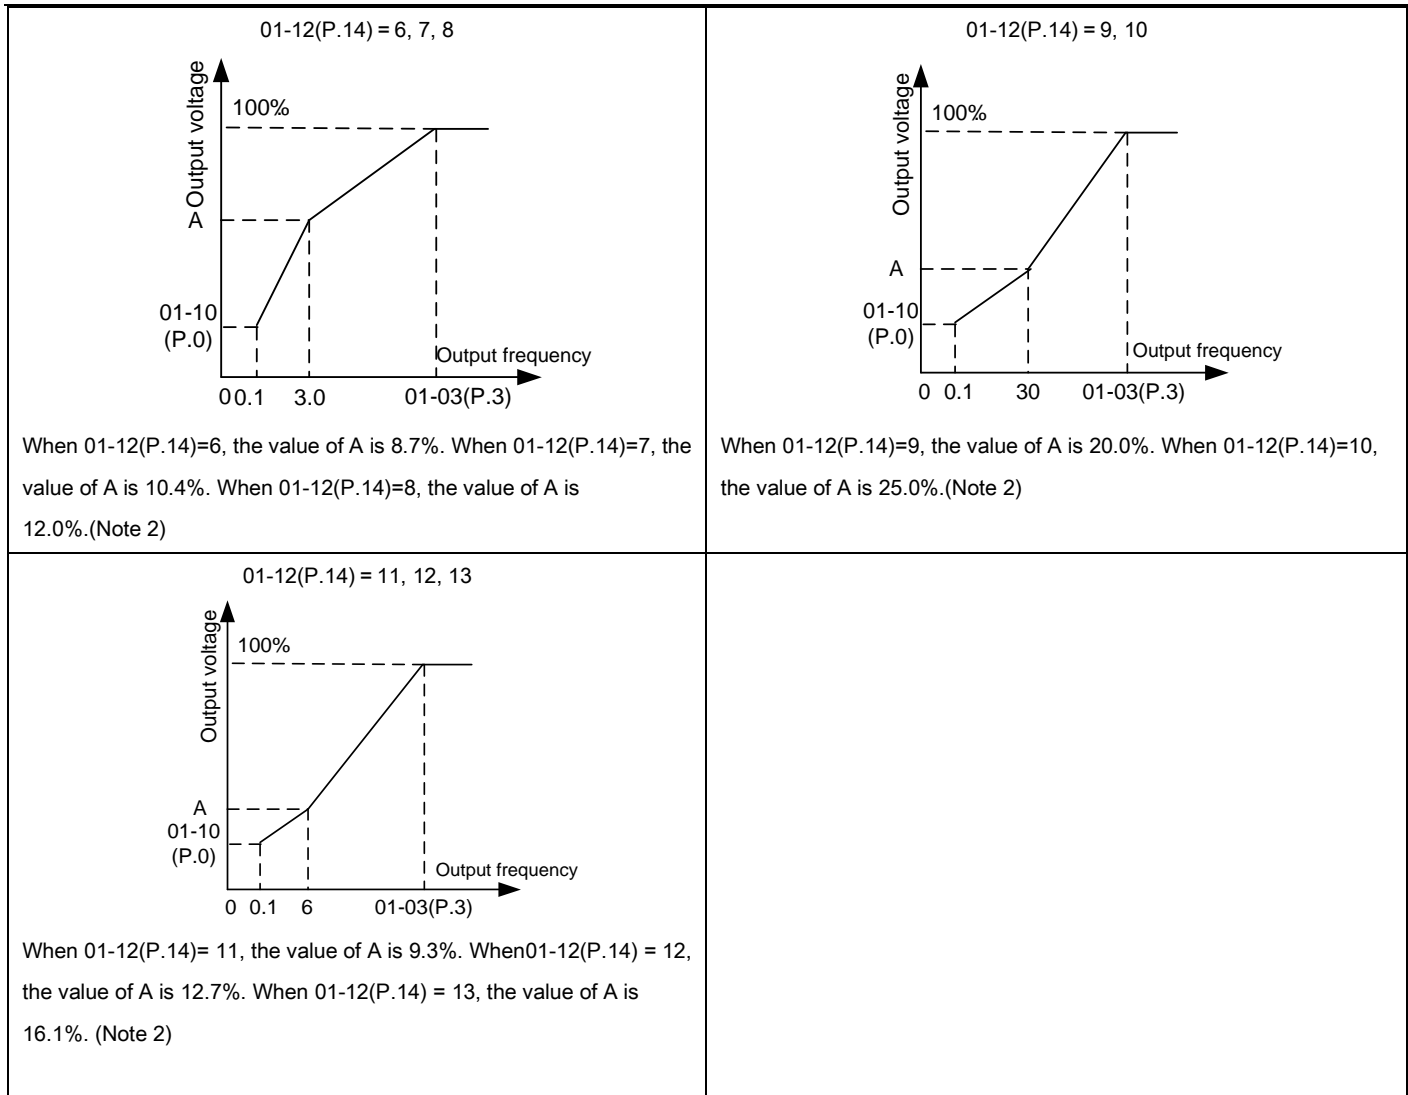 01-12(P.14) = 6, 7, 8
Output voltage
100%
A
01-10
(P.0)
Output frequency
0 0.1 3.0 01-03(P.3)
When 01-12(P.14)=6, the value of A is 8.7%. When 01-12(P.14)=7, the
value of A is 10.4%. When 01-12(P.14)=8, the value of A is
12.0%.(Note 2)
01-12(P.14) = 9, 10
Output voltage
100%
A
01-10
(P.0)
Output frequency
0 0.1 30 01-03(P.3)
When 01-12(P.14)=9, the value of A is 20.0%. When 01-12(P.14)=10,
the value of A is 25.0%.(Note 2)
01-12(P.14) = 11, 12, 13
Output voltage
100%
A
01-10
(P.0)
Output frequency
0 0.1 6 01-03(P.3)
When 01-12(P.14)= 11, the value of A is 9.3%. When01-12(P.14) = 12,
the value of A is 12.7%. When 01-12(P.14) = 13, the value of A is
16.1%. (Note 2)